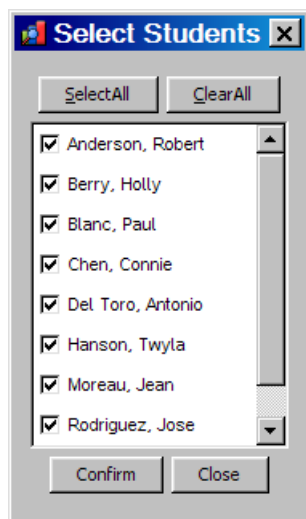 Select Students
SelectAll ClearAll
Anderson, Robert
Berry, Holly
Blanc, Paul
Chen, Connie
Del Toro, Antonio
Hanson, Twyla
Moreau, Jean
Rodriguez, Jose
Confirm Close